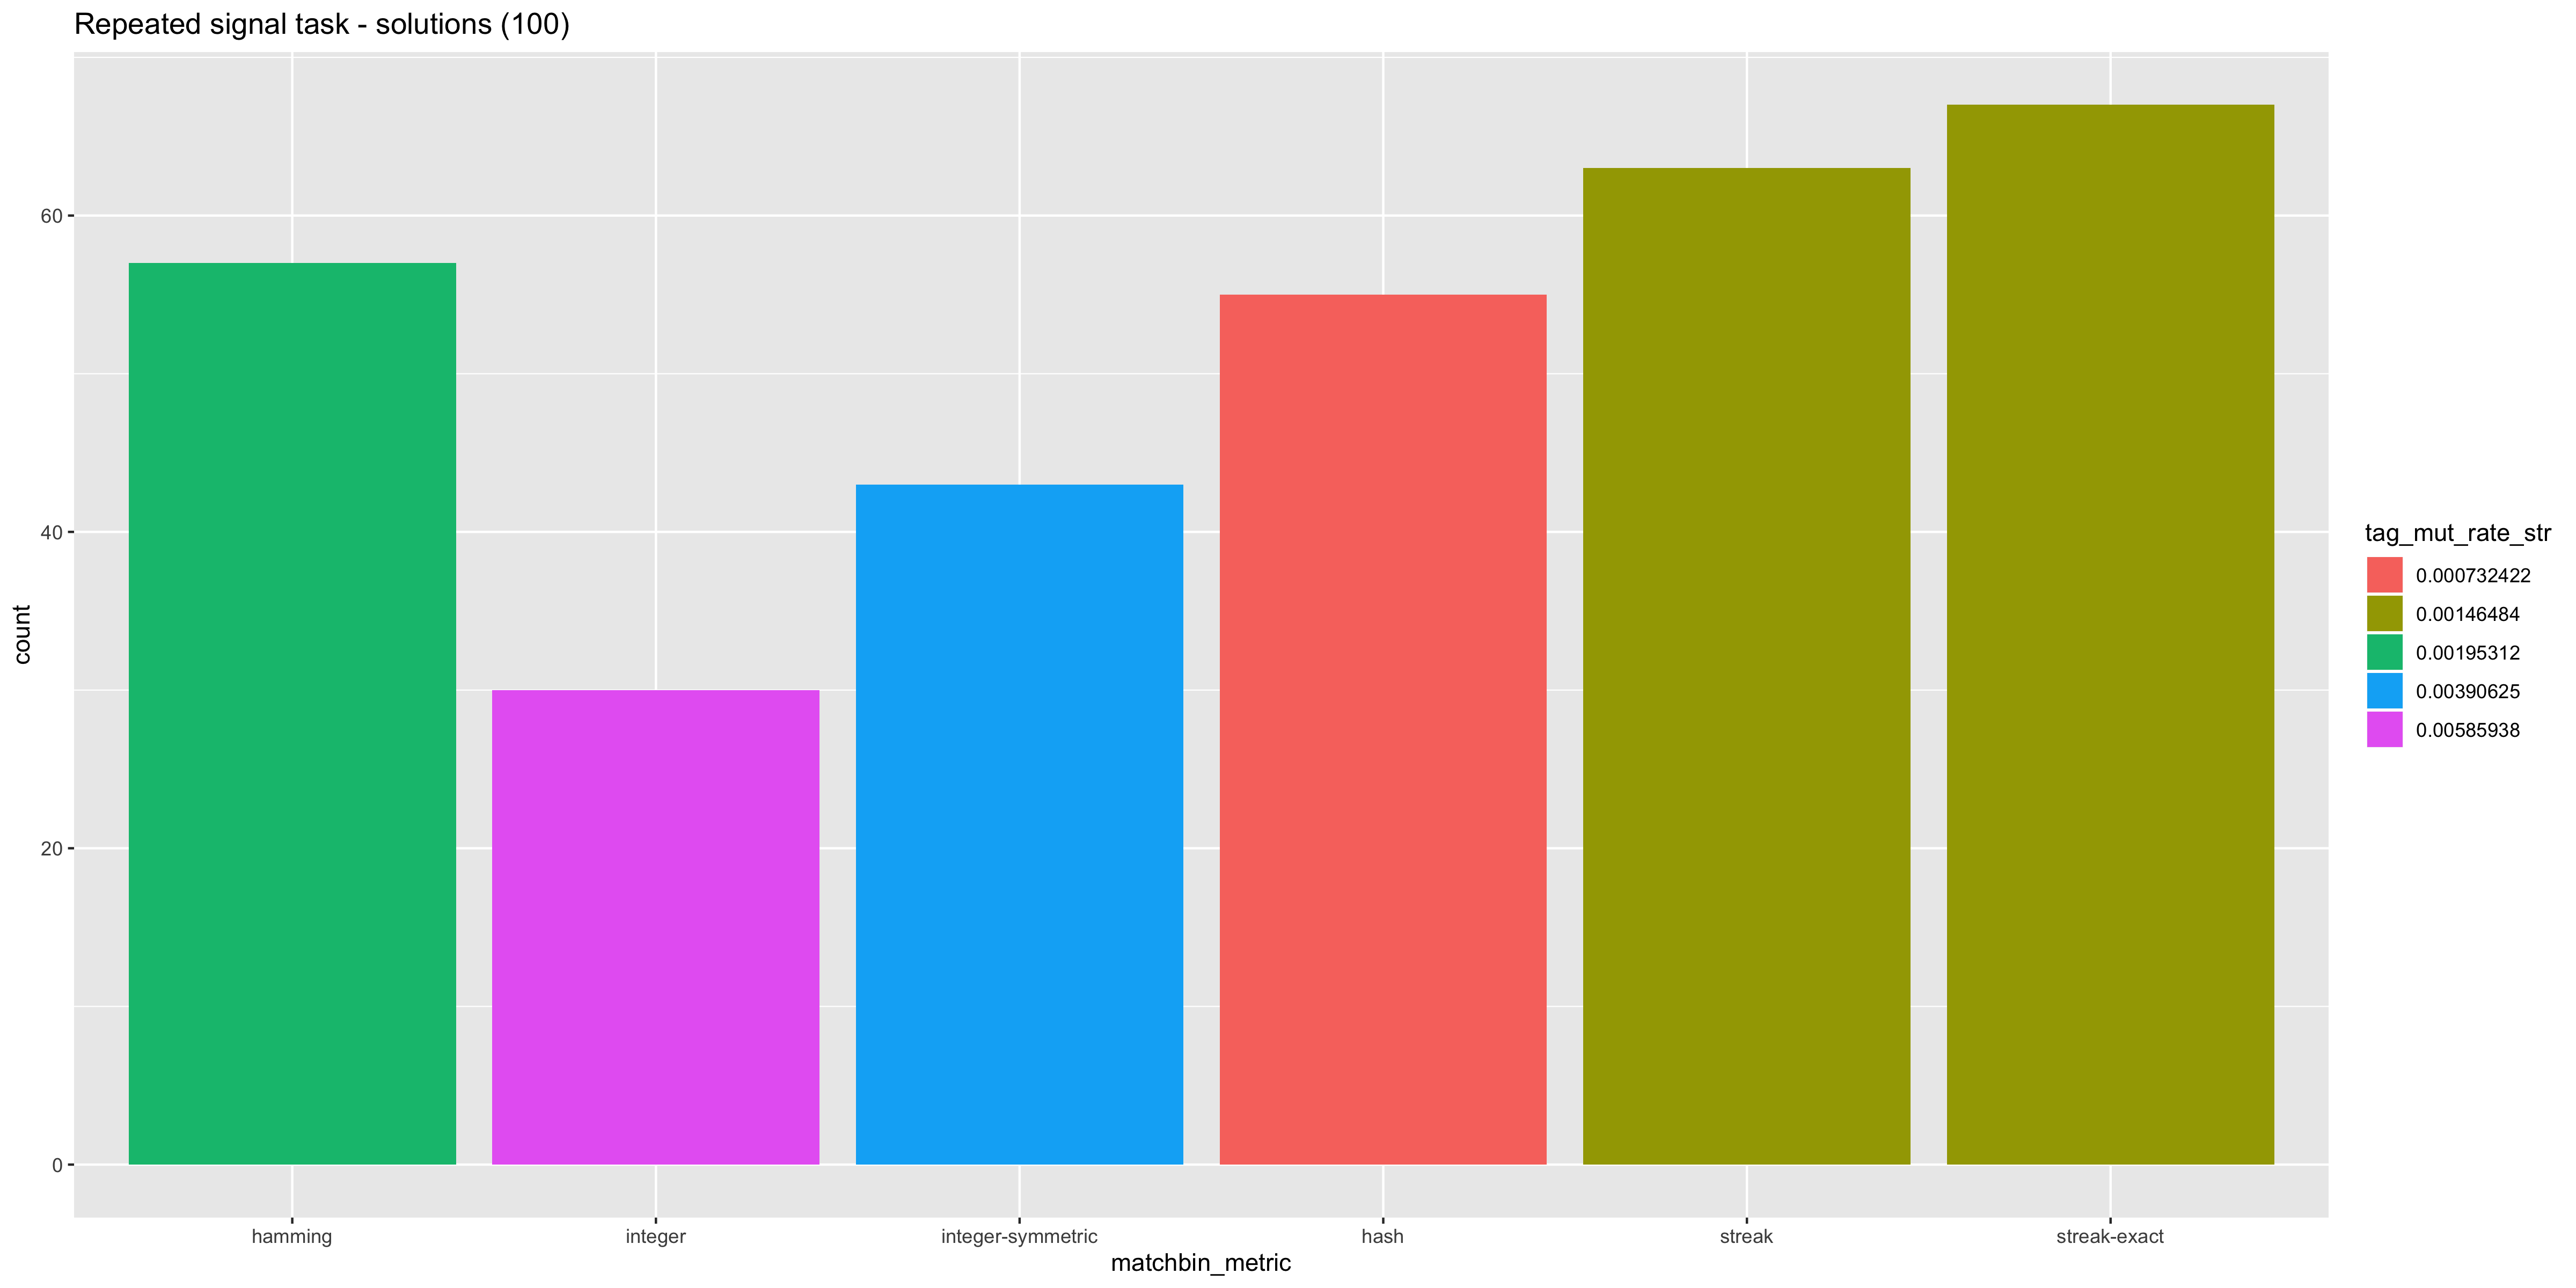 Repeated signal task - solutions (100)
count
60
40
20
0
hamming
integer
integer-symmetric
hash
streak
streak-exact
matchbin_metric
tag_mut_rate_str
0.000732422
0.00146484
0.00195312
0.00390625
0.00585938